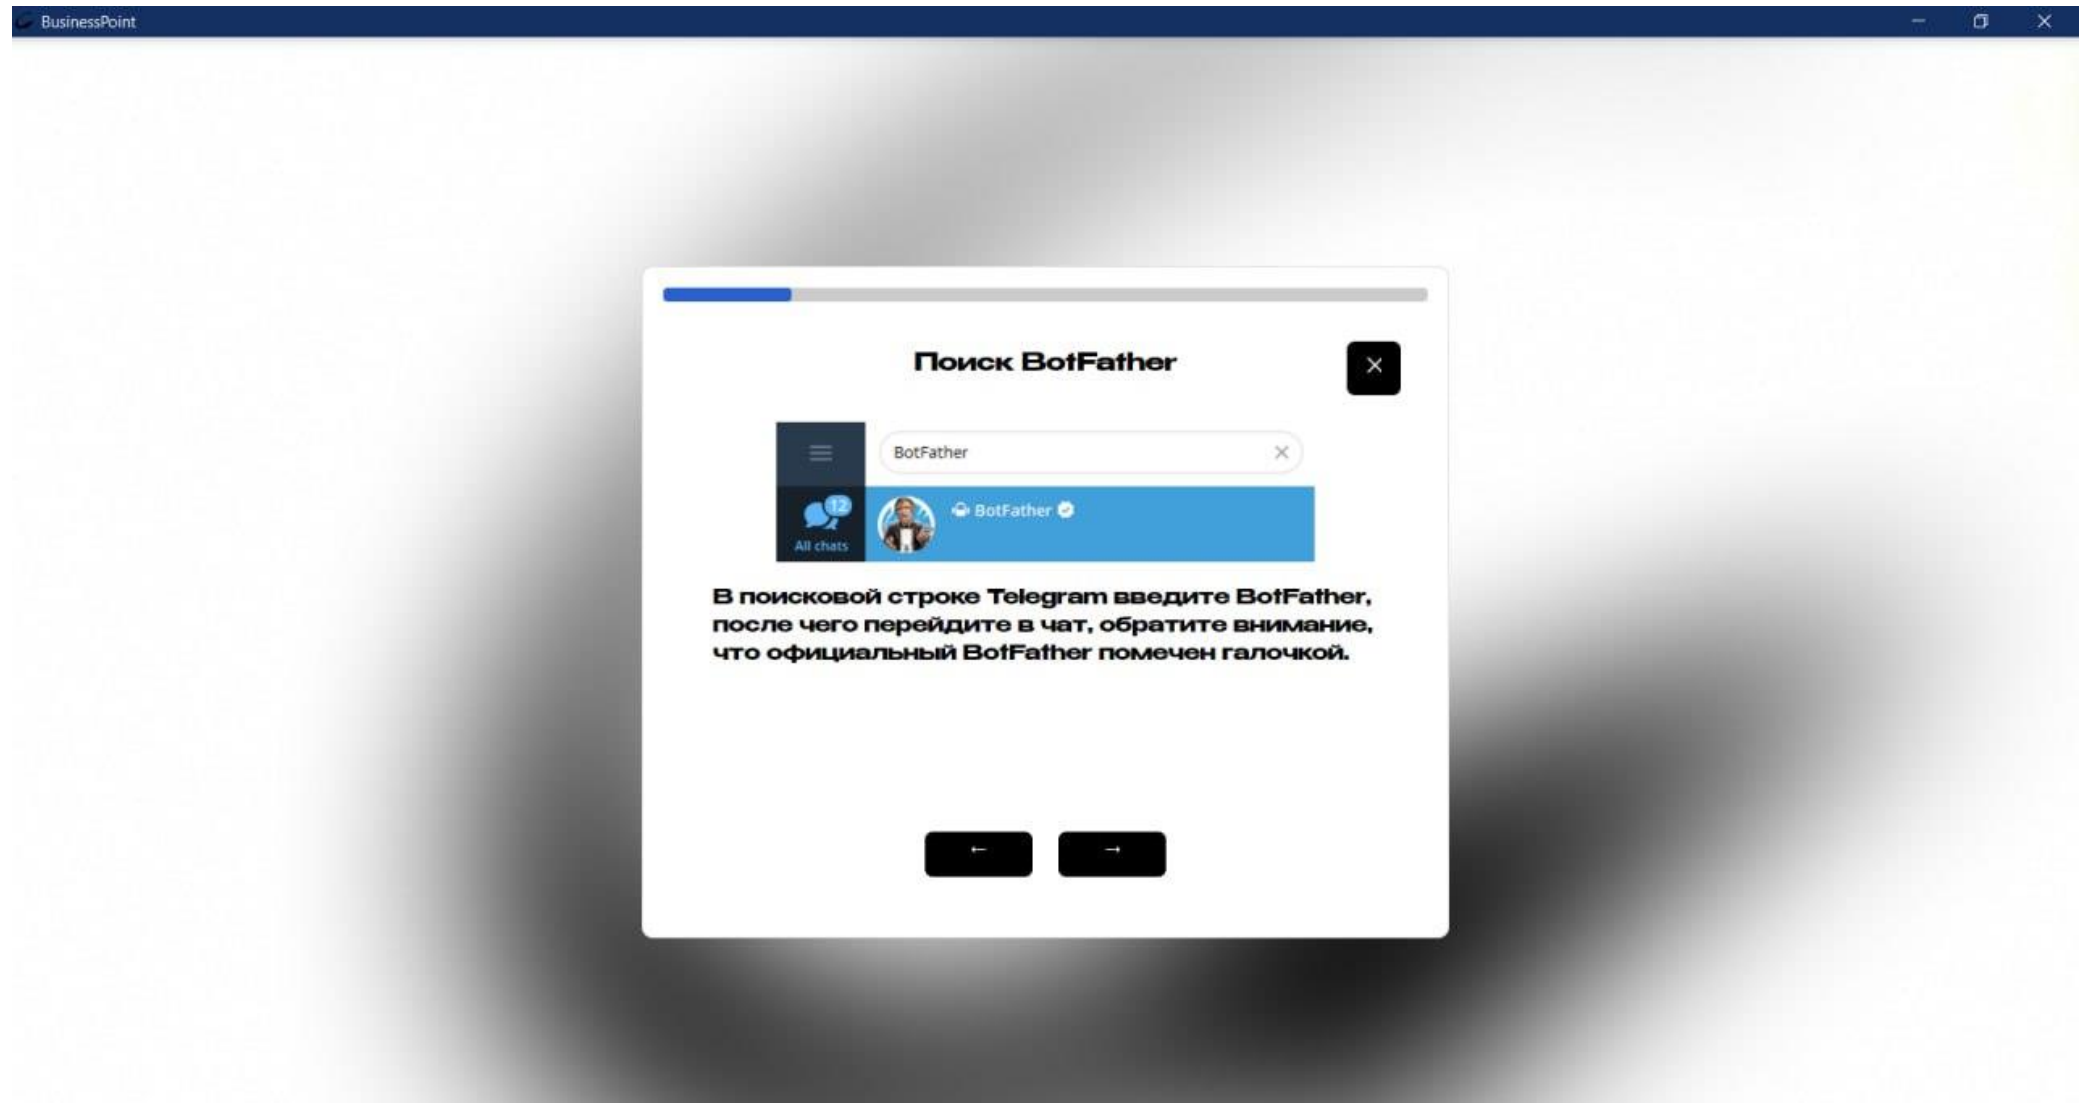 BusinessPoint
Поиск BotFather
BotFather
12
BotFather
All chats
В поисковой строке Telegram введите BotFather,
после чего перейдите в чат, обратите внимание,
что официальный BotFather помечен галочкой.
← →